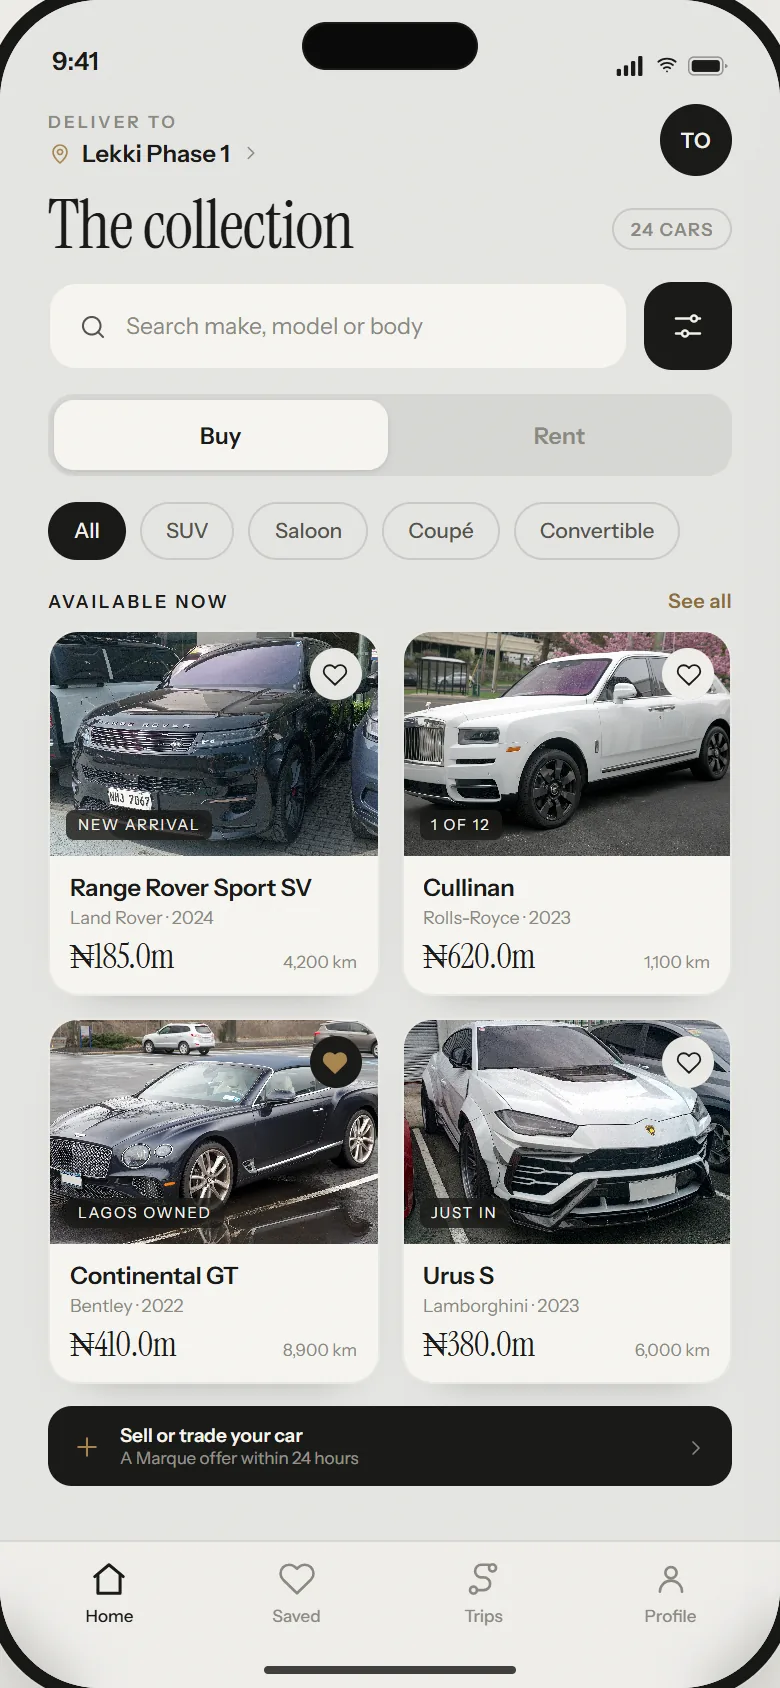 9:41
DELIVER TO
Lekki Phase 1
TO
The collection
24 CARS
Search make, model or body
Buy
Rent
All
SUV
Saloon
Coupé
Convertible
AVAILABLE NOW
See all
RANGE ROVER
NHJ 7067
NEW ARRIVAL
1 OF 12
Range Rover Sport SV
Land Rover · 2024
₦185.0m
4,200 km
Cullinan
Rolls-Royce · 2023
₦620.0m
1,100 km
LAGOS OWNED
JUST IN
Continental GT
Bentley · 2022
₦410.0m
8,900 km
Urus S
Lamborghini · 2023
₦380.0m
6,000 km
Sell or trade your car
A Marque offer within 24 hours
Home
Saved
Trips
Profile